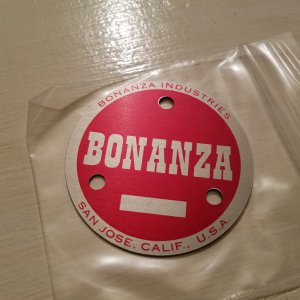 BONANZA INDUSTRIES
BONANZA
SAN JOSE, CALIF., U.S.A.